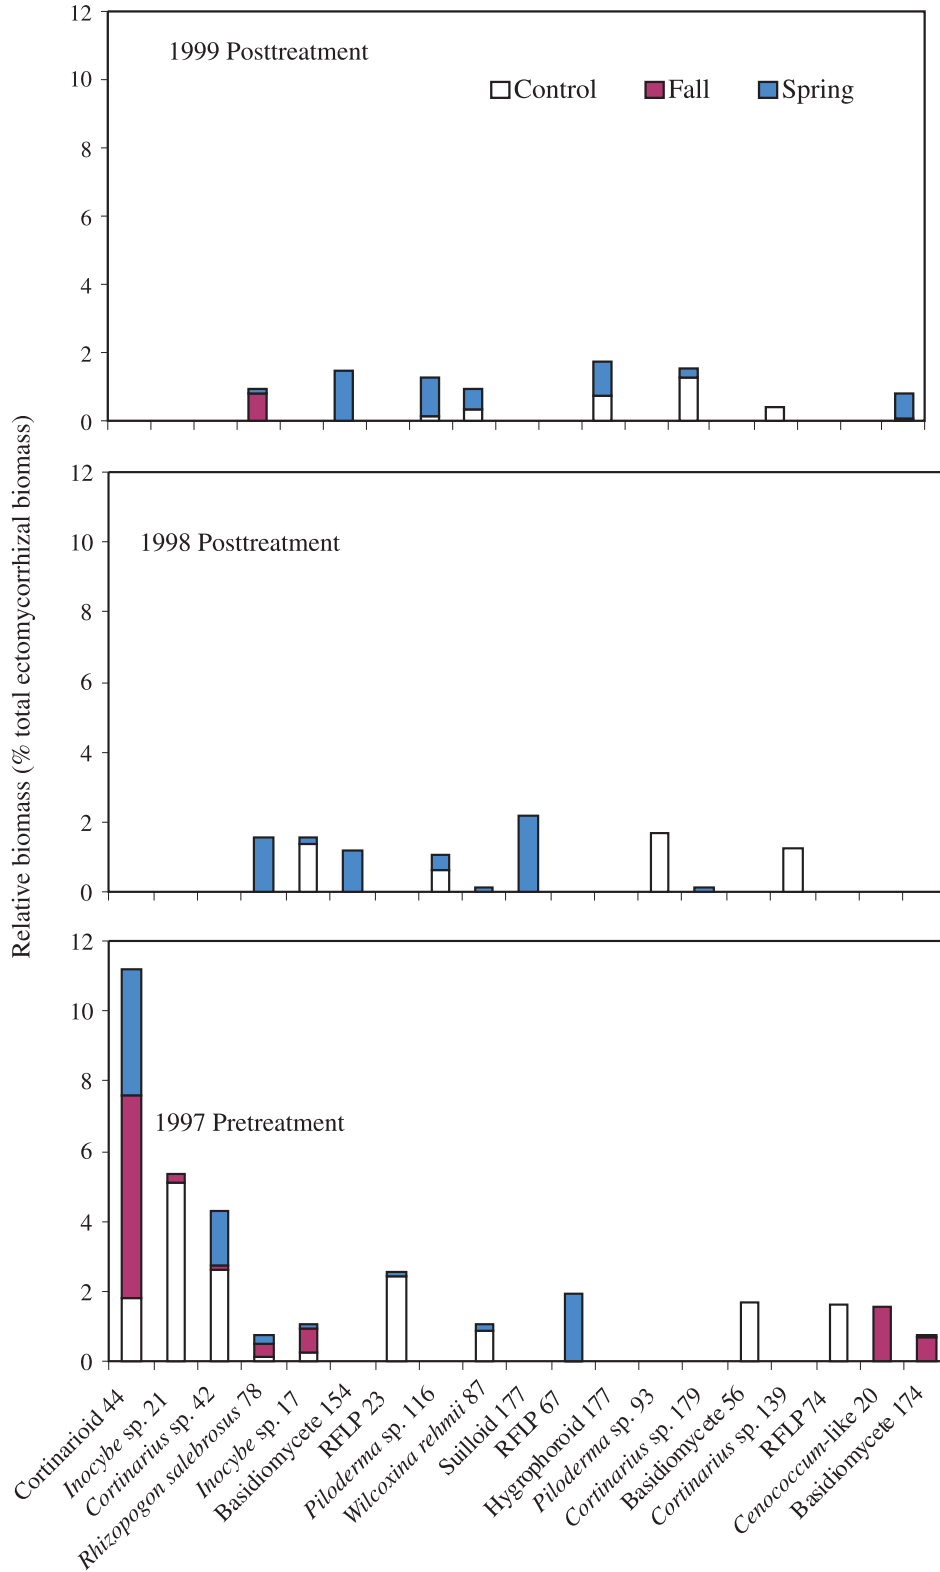 12
1999 Posttreatment
10
Control Fall Spring
8
6
4
2
0
Relative biomass (% total ectomycorrhizal biomass)
12
1998 Posttreatment
10
8
6
4
2
0
12
10
8
1997 Pretreatment
6
4
2
0
Cortinarioid 44
Inocybe sp. 21
Cortinarius sp. 42
Rhizopogon salebrosus 78
Inocybe sp. 17
Basidiomycete 154
RFLP 23
Piloderma sp. 116
Wilcoxina rehmii 87
Suilloid 177
RFLP 67
Hygrophoroid 177
Piloderma sp. 93
Cortinarius sp. 179
Basidiomycete 56
Cortinarius sp. 139
RFLP 74
Cenococcum-like 20
Basidiomycete 174